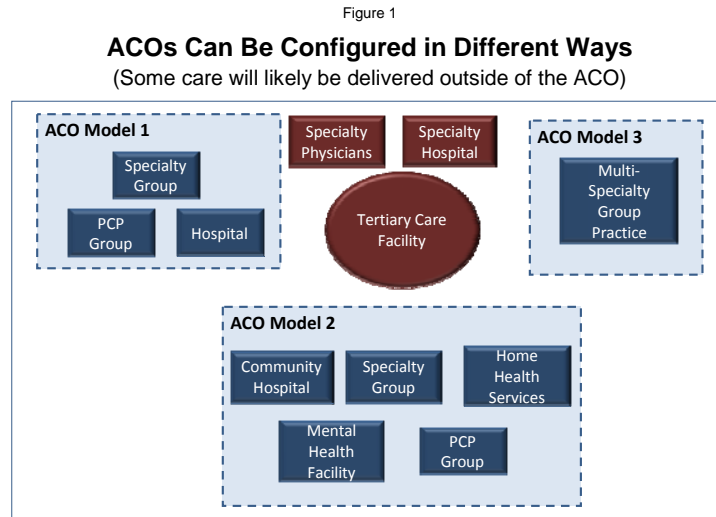 Figure 1
ACOs Can Be Configured in Different Ways
(Some care will likely be delivered outside of the ACO)
ACO Model 1
Specialty
Group
PCP
Group
Hospital
Specialty
Physicians
Specialty
Hospital
Tertiary Care
Facility
ACO Model 3
Multi-
Specialty
Group
Practice
ACO Model 2
Community
Hospital
Specialty
Group
Home
Health
Services
Mental
Health
Facility
PCP
Group